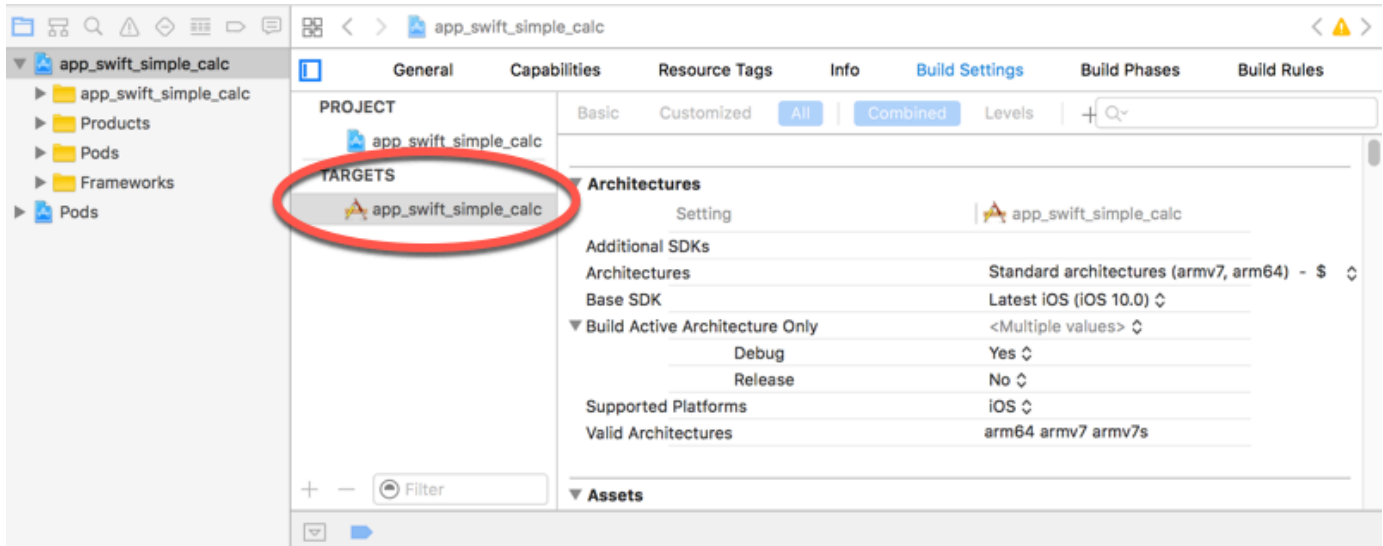 app_swift_simple_calc
app_swift_simple_calc
app_swift_simple_calc
Products
Pods
Frameworks
Pods
General Capabilities Resource Tags Info Build Settings Build Phases Build Rules
PROJECT
app_swift_simple_calc
TARGETS
app_swift_simple_calc
Filter
Basic Customized All Combined Levels
Architectures
Setting app_swift_simple_calc
Additional SDKs
Architectures Standard architectures (armv7, arm64) - $
Base SDK Latest iOS (iOS 10.0)
Build Active Architecture Only <Multiple values>
Debug Yes
Release No
Supported Platforms iOS
Valid Architectures arm64 armv7 armv7s
Assets